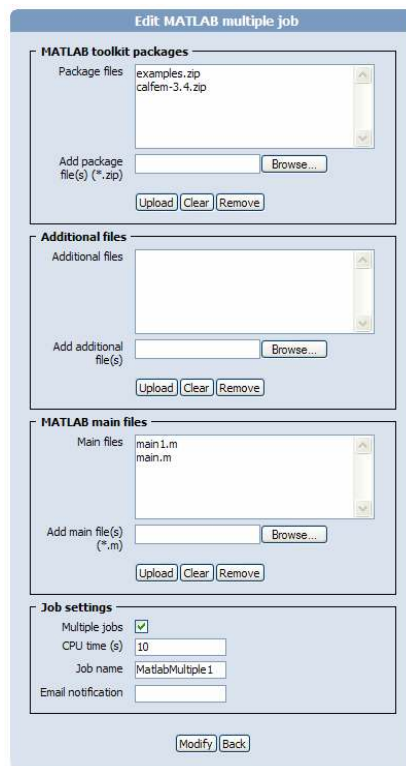 Edit MATLAB multiple job
MATLAB toolkit packages
Package files
examples.zip
calfem-3.4.zip
Add package
file(s) (*.zip)
Browse...
Upload Clear Remove
Additional files
Additional files
Add additional
file(s)
Browse...
Upload Clear Remove
MATLAB main files
Main files
main1.m
main.m
Add main file(s)
(*.m)
Browse...
Upload Clear Remove
Job settings
Multiple jobs
CPU time (s) 10
Job name MatlabMultiple1
Email notification
Modify Back